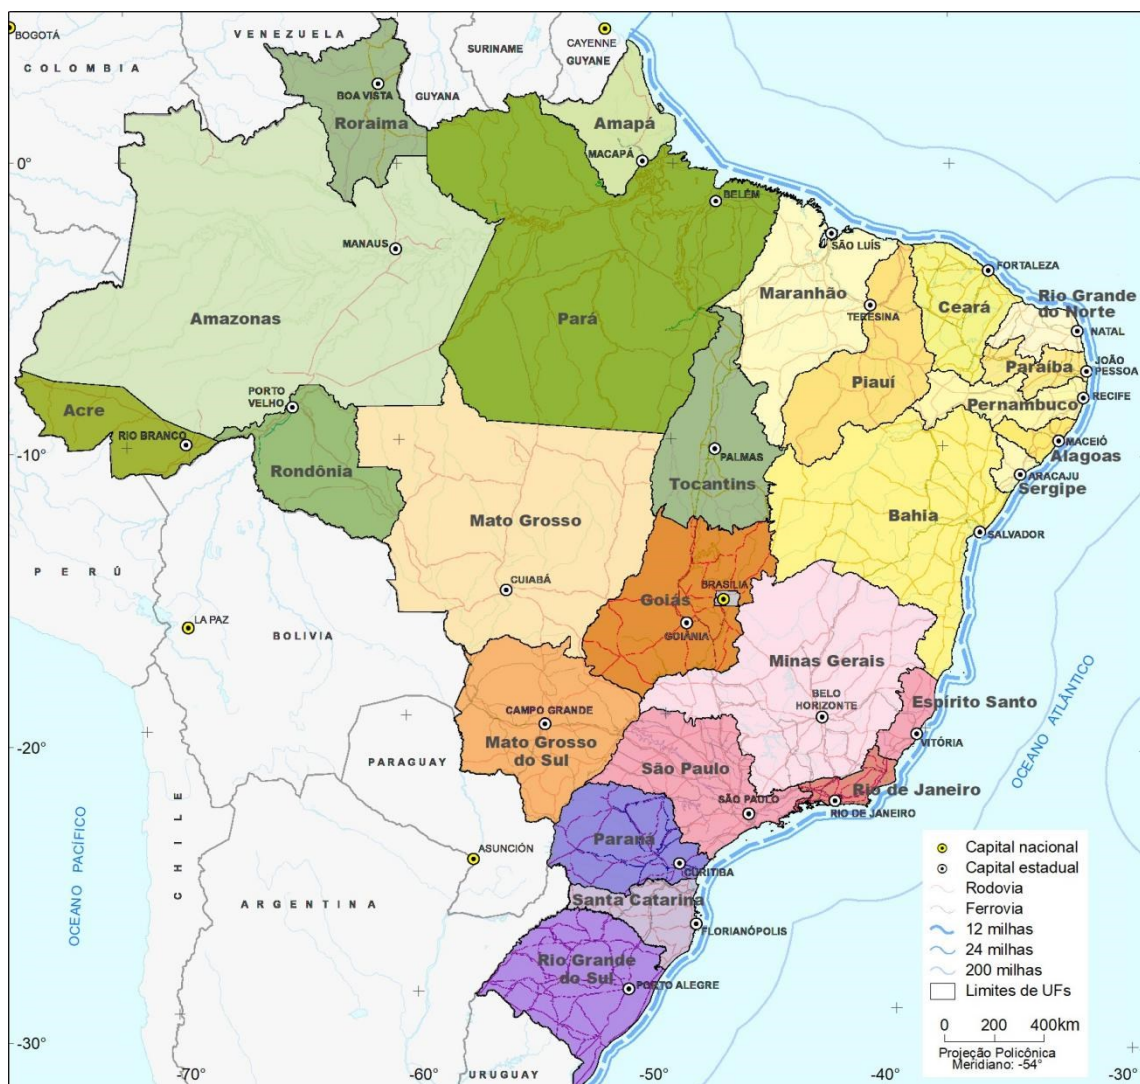 BOGOTÁ
VENEZUELA
COLOMBIA
SURINAME
CAYENNE
GUYANE
GUYANA
BOA VISTA
Roraima
Amapá
MACAPÁ
0°
BELÉM
MANAUS
SÃO LUÍS
FORTALEZA
Maranhão
TERESINA
Ceará
Rio Grande
do Norte
NATAL
Amazonas
Pará
JOÃO
PESSOA
Paraíba
Piauí
Pernambuco
RECIFE
Acre
PORTO
VELHO
RIO BRANCO
MACEIÓ
Alagoas
-10°
PALMAS
Rondônia
Tocantins
ARACAJU
Sergipe
Mato Grosso
Bahia
SALVADOR
PERÚ
CUIABÁ
BRASÍLIA
Goiás
GOIÂNIA
LA PAZ
BOLIVIA
Minas Gerais
BELO
HORIZONTE
Espírito Santo
VITÓRIA
OCEANO ATLÂNTICO
CAMPO GRANDE
Mato Grosso
do Sul
-20°
PARAGUAY
São Paulo
SÃO PAULO
Rio de Janeiro
RIO DE JANEIRO
OCEANO PACÍFICO
CHILE
ASUNCIÓN
Paraná
CURITIBA
ARGENTINA
Santa Catarina
FLORIANÓPOLIS
Rio Grande
do Sul
PORTO ALEGRE
Capital nacional
Capital estadual
Rodovia
Ferrovia
12 milhas
24 milhas
200 milhas
Limites de UFs
0 200 400km
Projeção Policônica
Meridiano: -54°
-30°
-70°
-60°
URUGUAY
-50°
-40°
-30°